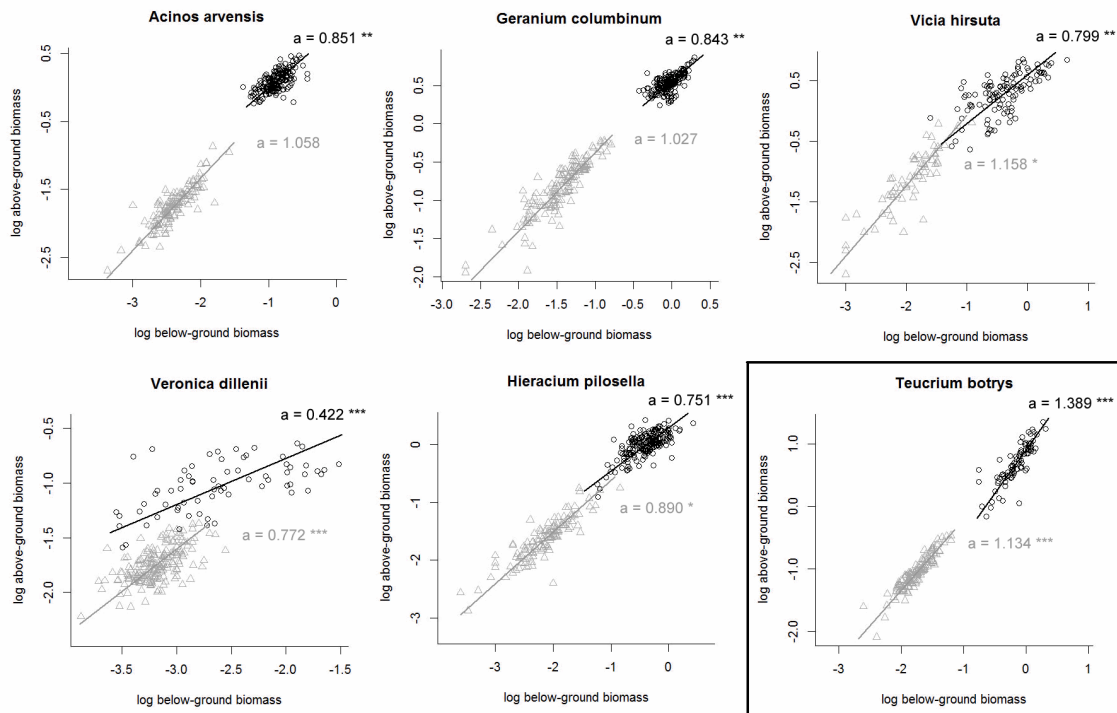 Acinos arvensis
a = 0.851 **
a = 1.058
log above-ground biomass
0.5
-0.5
-1.5
-2.5
-3
-2
-1
0
log below-ground biomass
Geranium columbinum
a = 0.843 **
a = 1.027
log above-ground biomass
0.5
0.0
-0.5
-1.0
-1.5
-2.0
-3.0
-2.5
-2.0
-1.5
-1.0
-0.5
0.0
0.5
log below-ground biomass
Vicia hirsuta
a = 0.799 **
a = 1.158 *
log above-ground biomass
0.5
-0.5
-1.5
-2.5
-3
-2
-1
0
1
log below-ground biomass
Veronica dillenii
a = 0.422 ***
a = 0.772 ***
log above-ground biomass
-0.5
-1.0
-1.5
-2.0
-3.5
-3.0
-2.5
-2.0
-1.5
log below-ground biomass
Hieracium pilosella
a = 0.751 ***
a = 0.890 *
log above-ground biomass
0
-1
-2
-3
-3
-2
-1
0
1
log below-ground biomass
Teucrium botrys
a = 1.389 ***
a = 1.134 ***
log above-ground biomass
1.0
0.0
-1.0
-2.0
-3
-2
-1
0
1
log below-ground biomass